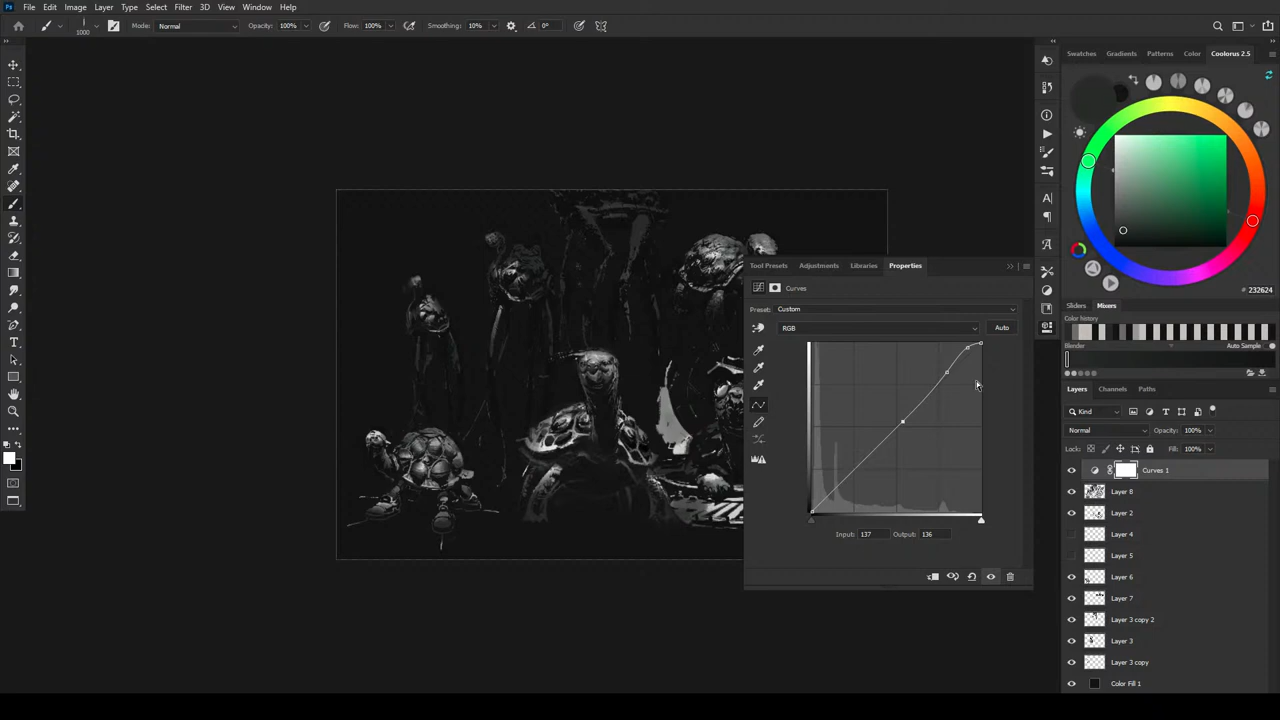 Ps File Edit Image Layer Type Select Filter 3D View Window Help
1000 Mode: Normal Opacity: 100% Flow: 100% Smoothing: 10% 0°
Swatches Gradients Patterns Color Coolorus 2.5
# 232624
Sliders Mixers
Color history
Blender Auto Sample
Tool Presets Adjustments Libraries Properties
Curves
Preset: Custom
RGB Auto
Input: 137 Output: 136
Layers Channels Paths
Kind
Normal Opacity: 100%
Lock: Fill: 100%
Curves 1
Layer 8
Layer 2
Layer 4
Layer 5
Layer 6
Layer 7
Layer 3 copy 2
Layer 3
Layer 3 copy
Color Fill 1